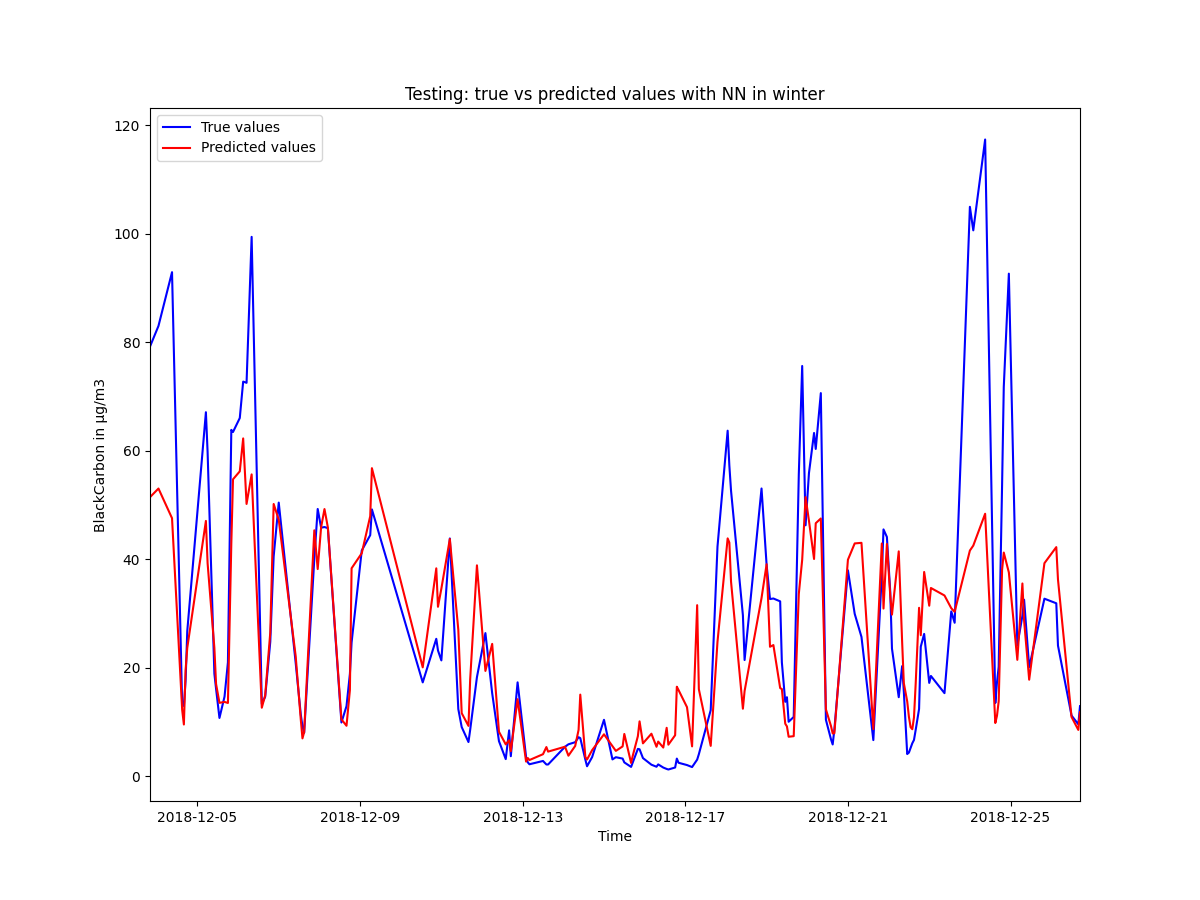 Testing: true vs predicted values with NN in winter
True values
Predicted values
BlackCarbon in µg/m3
120
100
80
60
40
20
0
2018-12-05
2018-12-09
2018-12-13
2018-12-17
2018-12-21
2018-12-25
Time